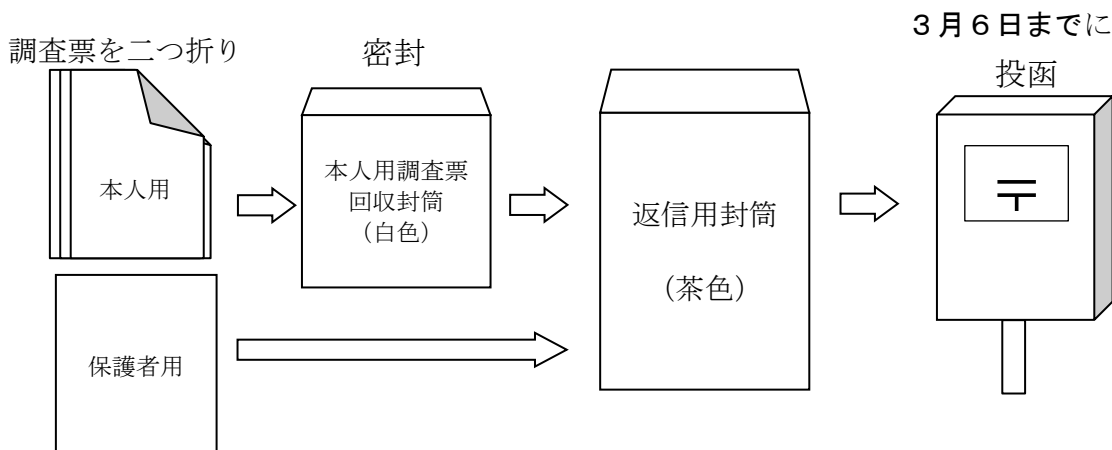 ３月６日までに
調査票を二つ折り
密封
投函
本人用
本人用調査票
回収封筒
（白色）
返信用封筒
（茶色）
〒
保護者用